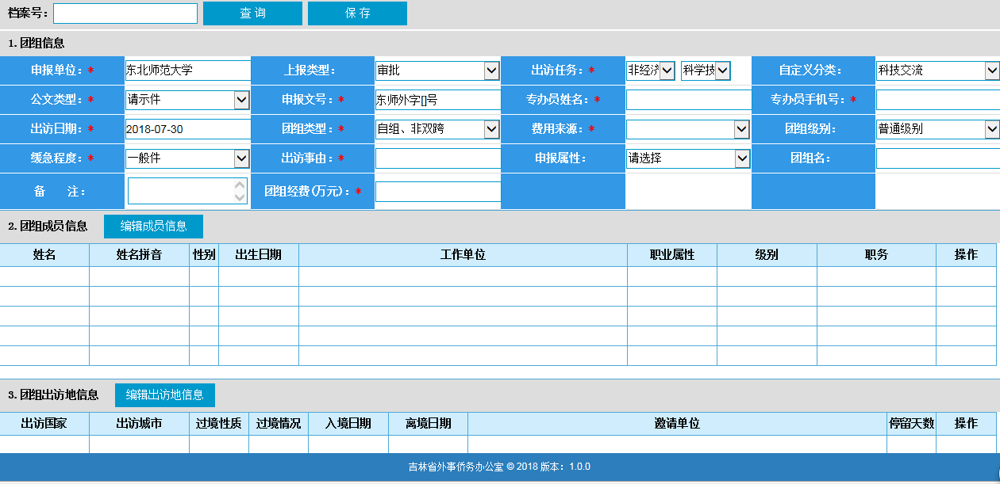 档案号： 查 询 保 存
1. 团组信息
申报单位：* 东北师范大学 上报类型： 审批 出访任务：* 非经济 科学技 自定义分类： 科技交流
公文类型：* 请示件 申报文号：* 东师外字[]号 专办员姓名：* 专办员手机号：*
出访日期：* 2018-07-30 团组类型：* 自组、非双跨 费用来源：* 团组级别： 普通级别
缓急程度：* 一般件 出访事由：* 申报属性： 请选择 团组名：
备 注： 团组经费(万元)：*
2. 团组成员信息 编辑成员信息
姓名 姓名拼音 性别 出生日期 工作单位 职业属性 级别 职务 操作
3. 团组出访地信息 编辑出访地信息
出访国家 出访城市 过境性质 过境情况 入境日期 离境日期 邀请单位 停留天数 操作
吉林省外事侨务办公室 © 2018 版本：1.0.0